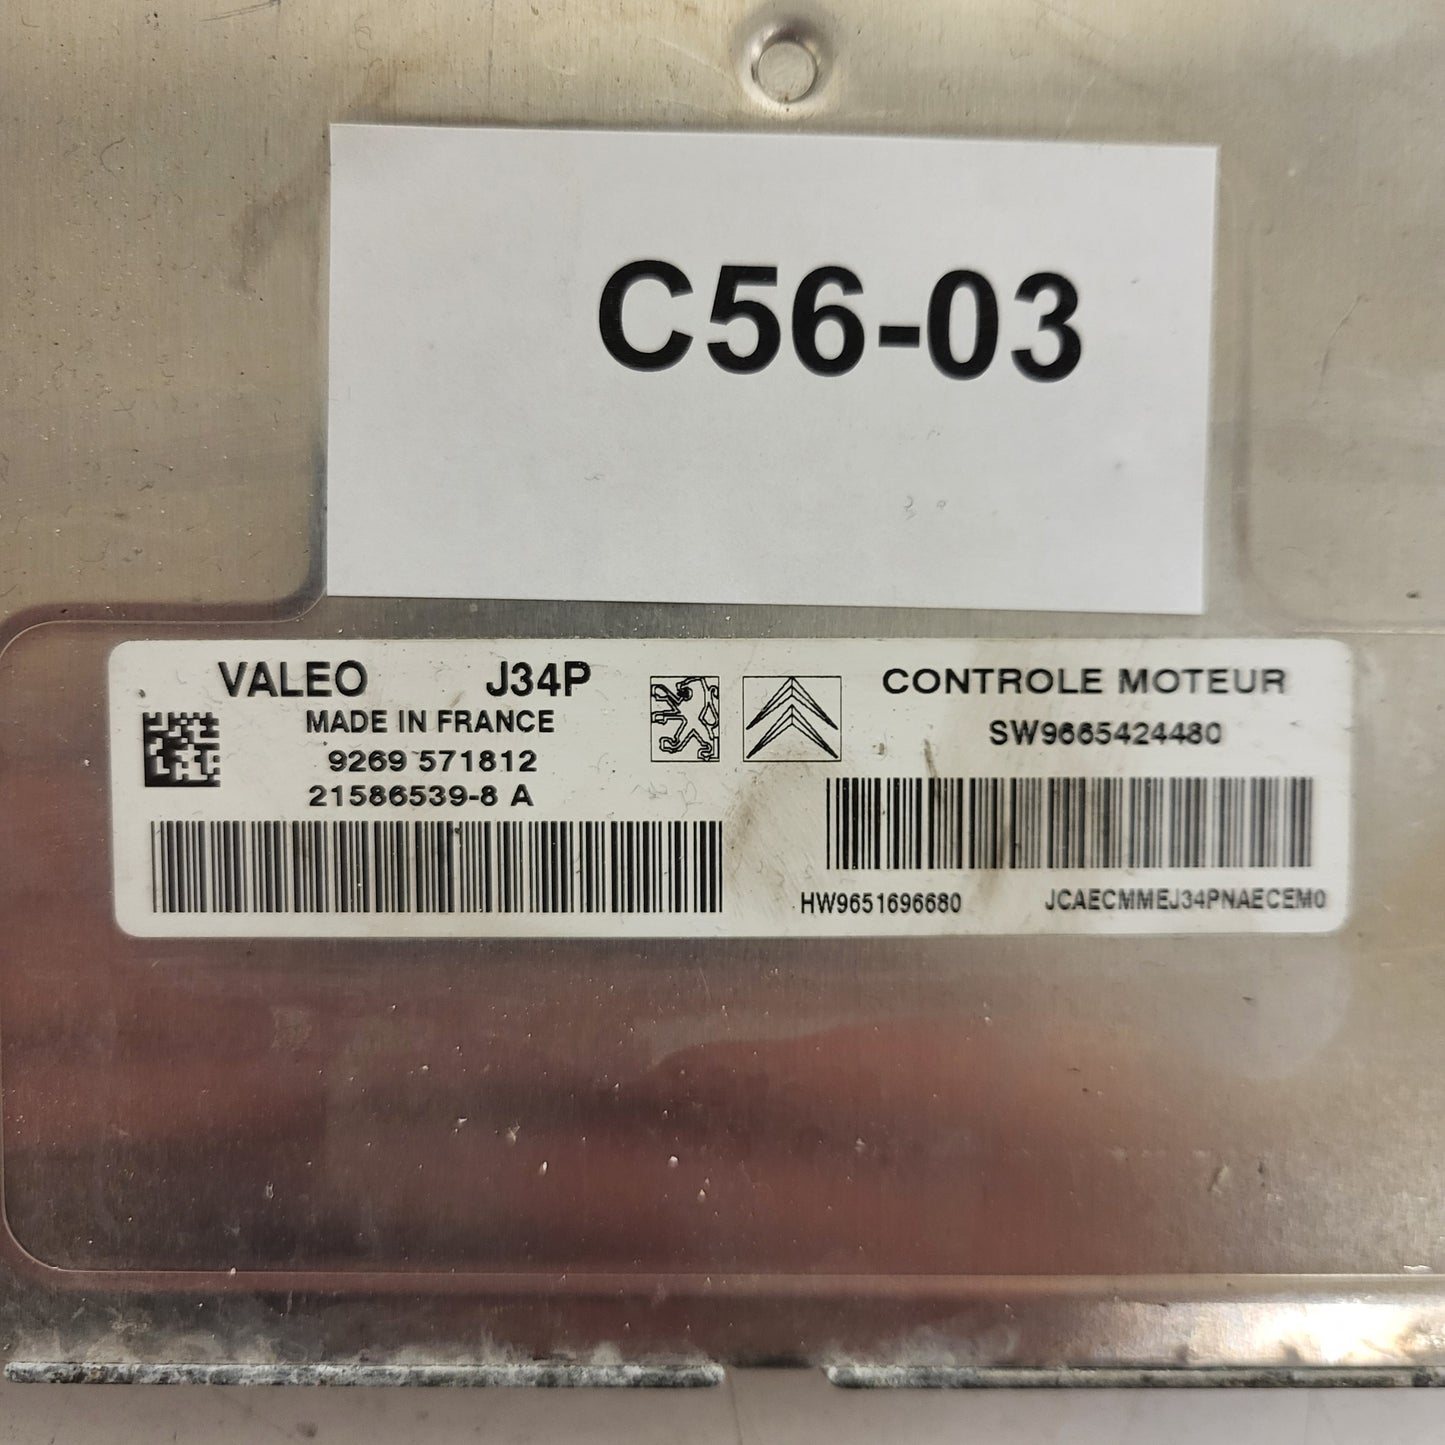 C56-03
VALEO J34P
MADE IN FRANCE
9269 571812
21586539-8 A
CONTROLE MOTEUR
SW9665424480
HW9651696680 JCAECMMEJ34PNAECEM0